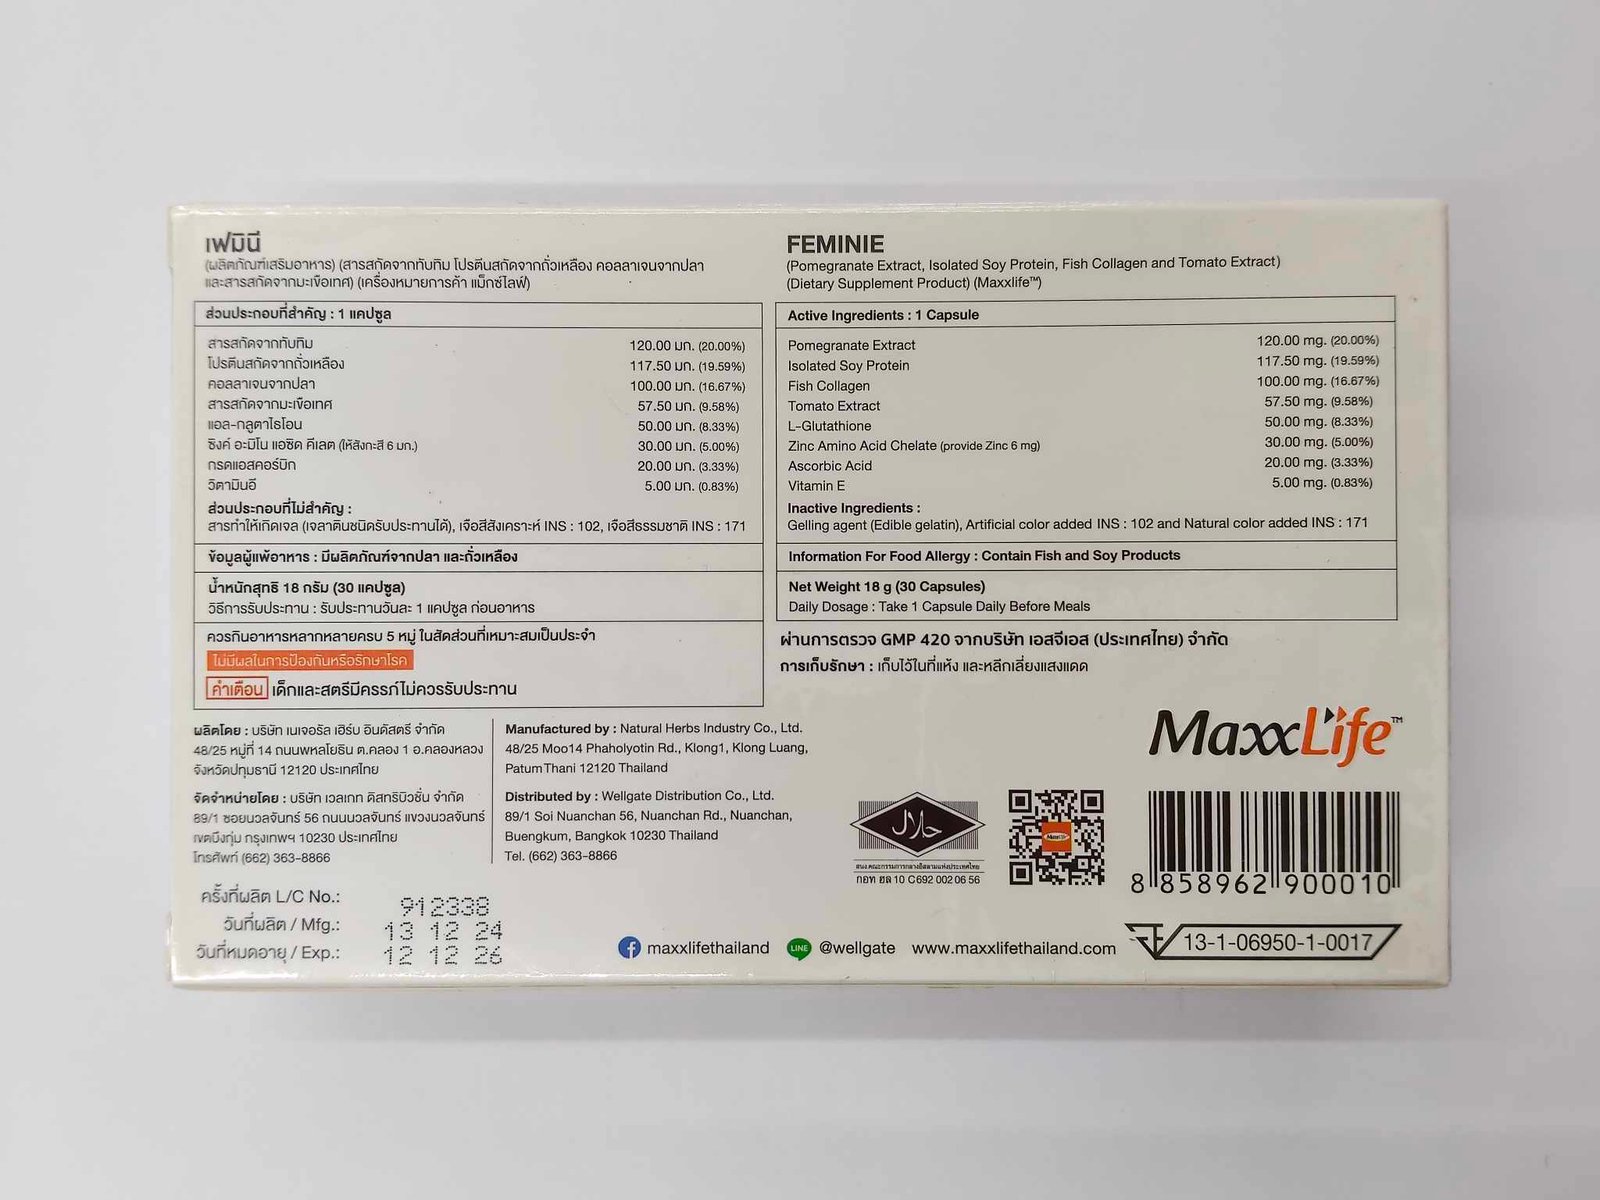 เฟมินี
(ผลิตภัณฑ์เสริมอาหาร) (สารสกัดจากทับทิม โปรตีนสกัดจากถั่วเหลือง คอลลาเจนจากปลา
และสารสกัดจากมะเขือเทศ) (เครื่องหมายการค้า แม็กซ์ไลฟ์)
ส่วนประกอบที่สำคัญ : 1 แคปซูล
สารสกัดจากทับทิม 120.00 มก. (20.00%)
โปรตีนสกัดจากถั่วเหลือง 117.50 มก. (19.59%)
คอลลาเจนจากปลา 100.00 มก. (16.67%)
สารสกัดจากมะเขือเทศ 57.50 มก. (9.58%)
แอล-กลูตาไธโอน 50.00 มก. (8.33%)
ซิงค์ อะมิโน แอซิด คีเลต (ให้สังกะสี 6 มก.) 30.00 มก. (5.00%)
กรดแอสคอร์บิก 20.00 มก. (3.33%)
วิตามินอี 5.00 มก. (0.83%)
ส่วนประกอบที่ไม่สำคัญ :
สารทำให้เกิดเจล (เจลาตินชนิดรับประทานได้), เจือสีสังเคราะห์ INS : 102, เจือสีธรรมชาติ INS : 171
ข้อมูลผู้แพ้อาหาร : มีผลิตภัณฑ์จากปลา และถั่วเหลือง
น้ำหนักสุทธิ 18 กรัม (30 แคปซูล)
วิธีการรับประทาน : รับประทานวันละ 1 แคปซูล ก่อนอาหาร
ควรกินอาหารหลากหลายครบ 5 หมู่ ในสัดส่วนที่เหมาะสมเป็นประจำ
ไม่มีผลในการป้องกันหรือรักษาโรค
คำเตือน เด็กและสตรีมีครรภ์ไม่ควรรับประทาน
FEMINIE
(Pomegranate Extract, Isolated Soy Protein, Fish Collagen and Tomato Extract)
(Dietary Supplement Product) (Maxxlife™)
Active Ingredients : 1 Capsule
Pomegranate Extract 120.00 mg. (20.00%)
Isolated Soy Protein 117.50 mg. (19.59%)
Fish Collagen 100.00 mg. (16.67%)
Tomato Extract 57.50 mg. (9.58%)
L-Glutathione 50.00 mg. (8.33%)
Zinc Amino Acid Chelate (provide Zinc 6 mg) 30.00 mg. (5.00%)
Ascorbic Acid 20.00 mg. (3.33%)
Vitamin E 5.00 mg. (0.83%)
Inactive Ingredients :
Gelling agent (Edible gelatin), Artificial color added INS : 102 and Natural color added INS : 171
Information For Food Allergy : Contain Fish and Soy Products
Net Weight 18 g (30 Capsules)
Daily Dosage : Take 1 Capsule Daily Before Meals
ผ่านการตรวจ GMP 420 จากบริษัท เอสจีเอส (ประเทศไทย) จำกัด
การเก็บรักษา : เก็บไว้ในที่แห้ง และหลีกเลี่ยงแสงแดด
ผลิตโดย : บริษัท เนเจอรัล เฮิร์บ อินดัสตรี จำกัด
48/25 หมู่ที่ 14 ถนนพหลโยธิน ต.คลอง 1 อ.คลองหลวง
จังหวัดปทุมธานี 12120 ประเทศไทย
จัดจำหน่ายโดย : บริษัท เวลเกท ดิสทริบิวชั่น จำกัด
89/1 ซอยนวลจันทร์ 56 ถนนนวลจันทร์ แขวงนวลจันทร์
เขตบึงกุ่ม กรุงเทพฯ 10230 ประเทศไทย
โทรศัพท์ (662) 363-8866
Manufactured by : Natural Herbs Industry Co., Ltd.
48/25 Moo14 Phaholyotin Rd., Klong1, Klong Luang,
PatumThani 12120 Thailand
Distributed by : Wellgate Distribution Co., Ltd.
89/1 Soi Nuanchan 56, Nuanchan Rd., Nuanchan,
Buengkum, Bangkok 10230 Thailand
Tel. (662) 363-8866
MaxxLife™
حلال
สนง.คณะกรรมการกลางอิสลามแห่งประเทศไทย
กอท ฮล 10 C692 002 06 56
8 858962 900010
ครั้งที่ผลิต L/C No.: 912338
วันที่ผลิต / Mfg.: 13 12 24
วันที่หมดอายุ / Exp.: 12 12 26
maxxlifethailand LINE @wellgate www.maxxlifethailand.com
13-1-06950-1-0017